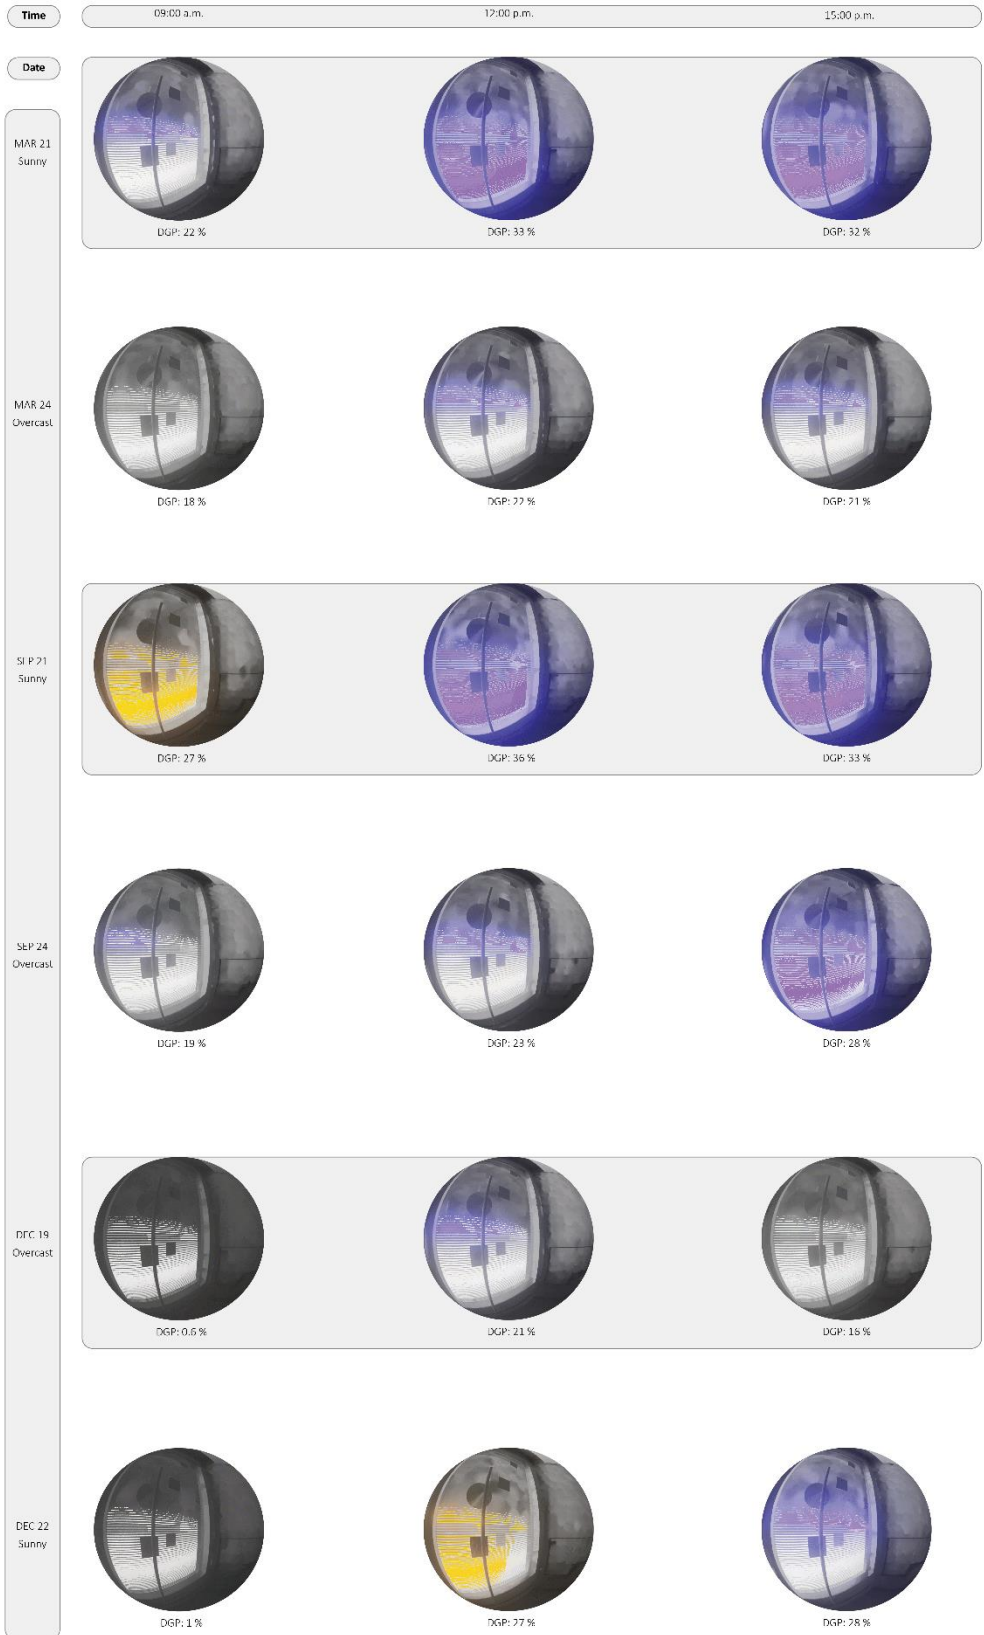 Time
09:00 a.m.
12:00 p.m.
15:00 p.m.
Date
MAR 21
Sunny
DGP: 22 %
DGP: 33 %
DGP: 32 %
MAR 24
Overcast
DGP: 18 %
DGP: 22 %
DGP: 21 %
SEP 21
Sunny
DGP: 27 %
DGP: 36 %
DGP: 33 %
SEP 24
Overcast
DGP: 19 %
DGP: 23 %
DGP: 28 %
DEC 19
Overcast
DGP: 0.6 %
DGP: 21 %
DGP: 16 %
DEC 22
Sunny
DGP: 1 %
DGP: 27 %
DGP: 28 %